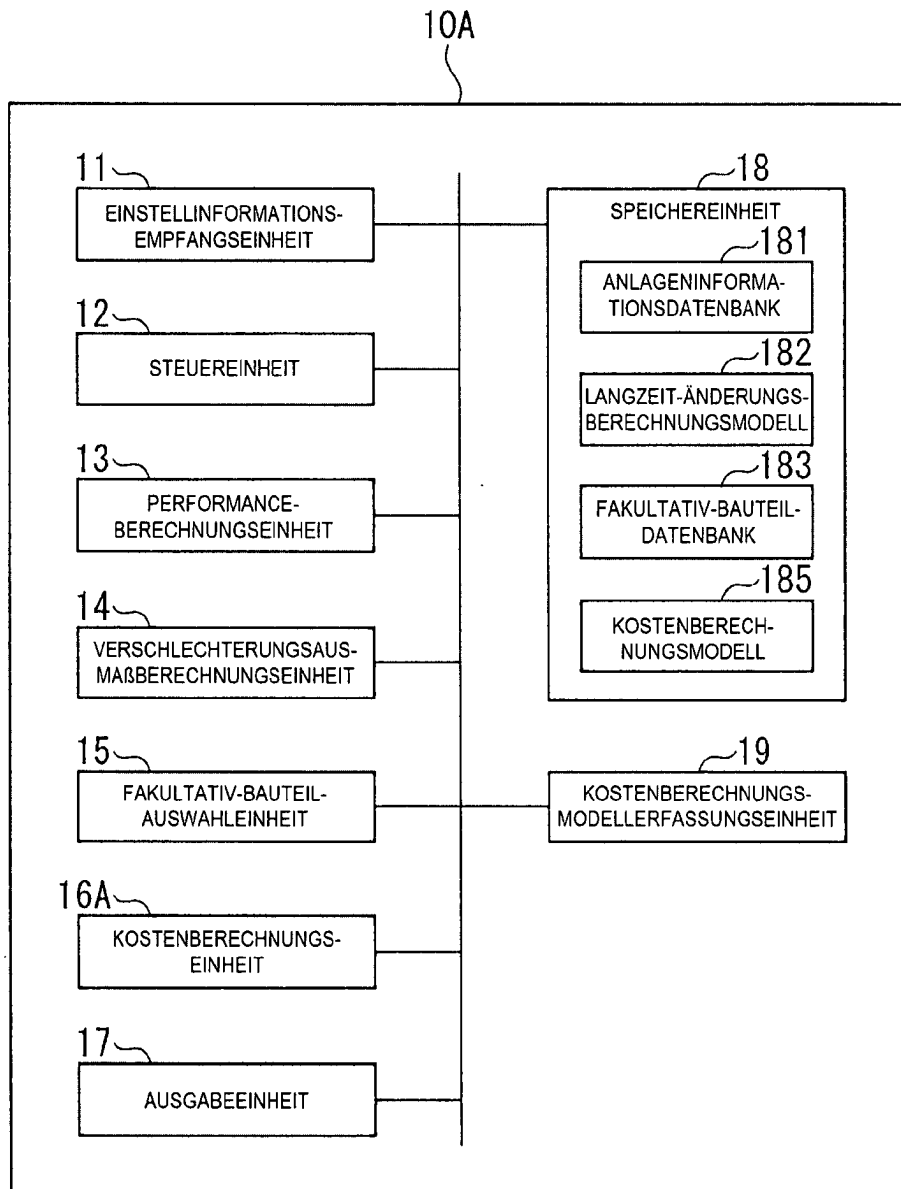 10A
11
EINSTELLINFORMATIONS-
EMPFANGSEINHEIT
12
STEUEREINHEIT
13
PERFORMANCE-
BERECHNUNGSEINHEIT
14
VERSCHLECHTERUNGSAUS-
MAßBERECHNUNGSEINHEIT
15
FAKULTATIV-BAUTEIL-
AUSWAHLEINHEIT
16A
KOSTENBERECHNUNGS-
EINHEIT
17
AUSGABEEINHEIT
18
SPEICHEREINHEIT
181
ANLAGENINFORMA-
TIONSDATENBANK
182
LANGZEIT-ÄNDERUNGS-
BERECHNUNGSMODELL
183
FAKULTATIV-BAUTEIL-
DATENBANK
185
KOSTENBERECH-
NUNGSMODELL
19
KOSTENBERECHNUNGS-
MODELLERFASSUNGSEINHEIT